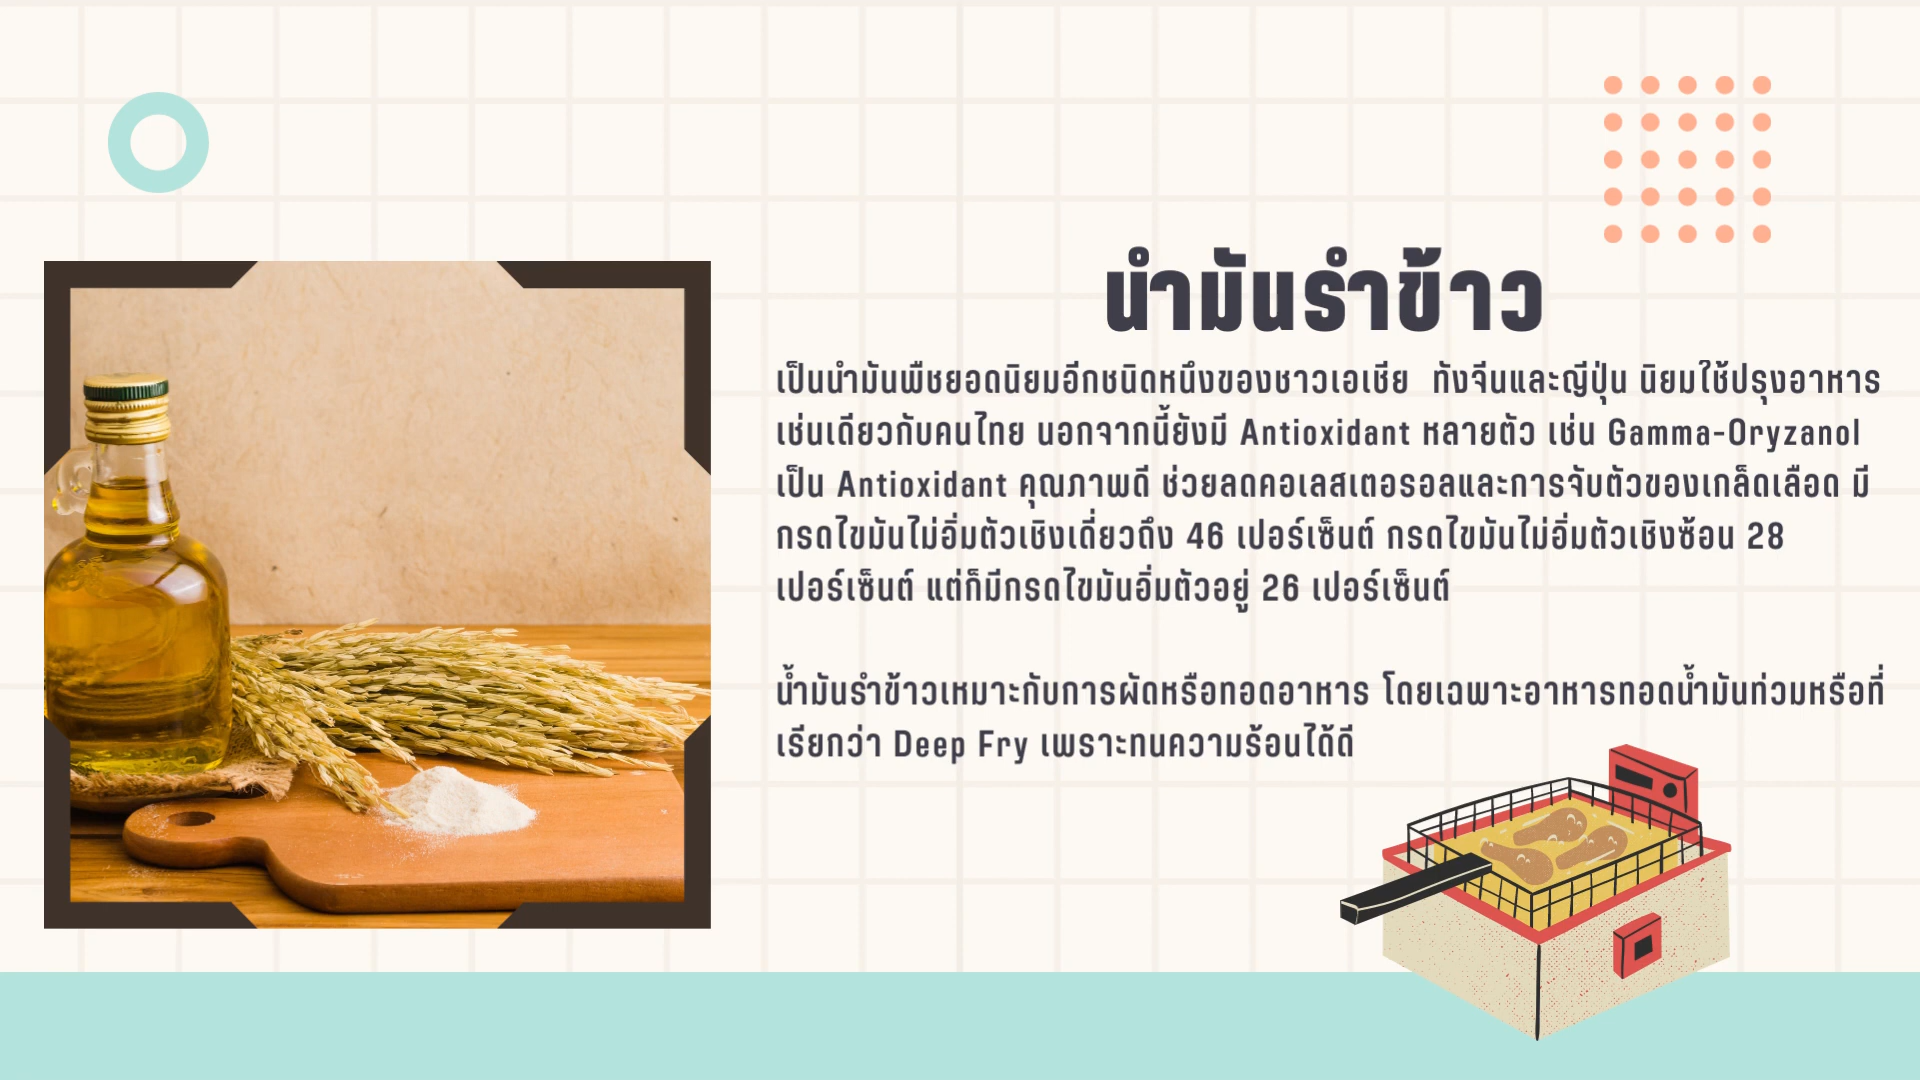 น้ำมันรำข้าว
เป็นน้ำมันพืชยอดนิยมอีกชนิดหนึ่งของชาวเอเชีย ทั้งจีนและญี่ปุ่น นิยมใช้ปรุงอาหาร
เช่นเดียวกับคนไทย นอกจากนี้ยังมี Antioxidant หลายตัว เช่น Gamma-Oryzanol
เป็น Antioxidant คุณภาพดี ช่วยลดคอเลสเตอรอลและการจับตัวของเกล็ดเลือด มี
กรดไขมันไม่อิ่มตัวเชิงเดี่ยวถึง 46 เปอร์เซ็นต์ กรดไขมันไม่อิ่มตัวเชิงซ้อน 28
เปอร์เซ็นต์ แต่ก็มีกรดไขมันอิ่มตัวอยู่ 26 เปอร์เซ็นต์
น้ำมันรำข้าวเหมาะกับการผัดหรือทอดอาหาร โดยเฉพาะอาหารทอดน้ำมันท่วมหรือที่
เรียกว่า Deep Fry เพราะทนความร้อนได้ดี